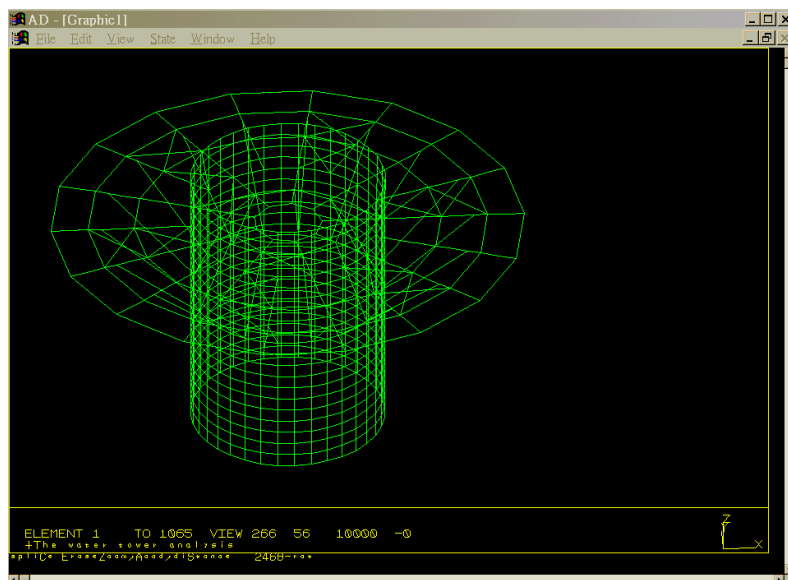 AD - [Graphic1]
File Edit View State Window Help
ELEMENT 1 TO 1065 VIEW 266 56 10000 -0
+The water tower analysis
Z
X